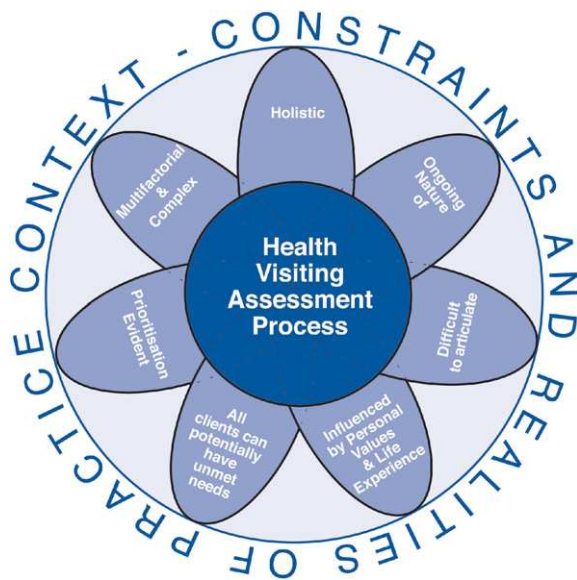 PRACTICE CONTEXT - CONSTRAINTS AND REALITIES OF
Holistic
Ongoing
Nature
of
Difficult
to articulate
Influenced
by Personal
Values
& Life
Experience
All
clients can
potentially
have
unmet
needs
Prioritisation
Evident
Multifactorial
&
Complex
Health
Visiting
Assessment
Process